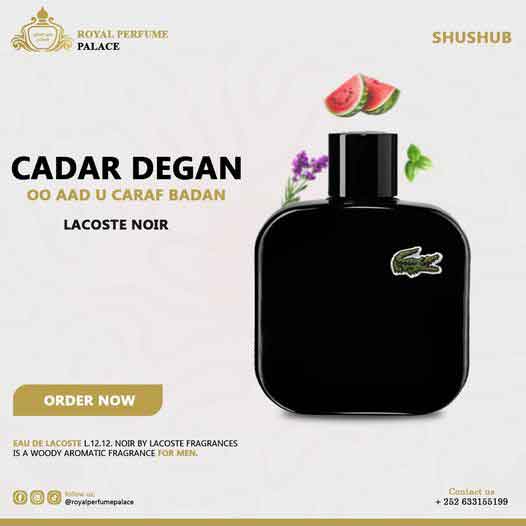 ROYAL PERFUME
PALACE
SHUSHUB
CADAR DEGAN
OO AAD U CARAF BADAN
LACOSTE NOIR
ORDER NOW
EAU DE LACOSTE L.12.12. NOIR BY LACOSTE FRAGRANCES
IS A WOODY AROMATIC FRAGRANCE FOR MEN.
follow us:
@royalperfumepalace
Contact us
+ 252 633155199